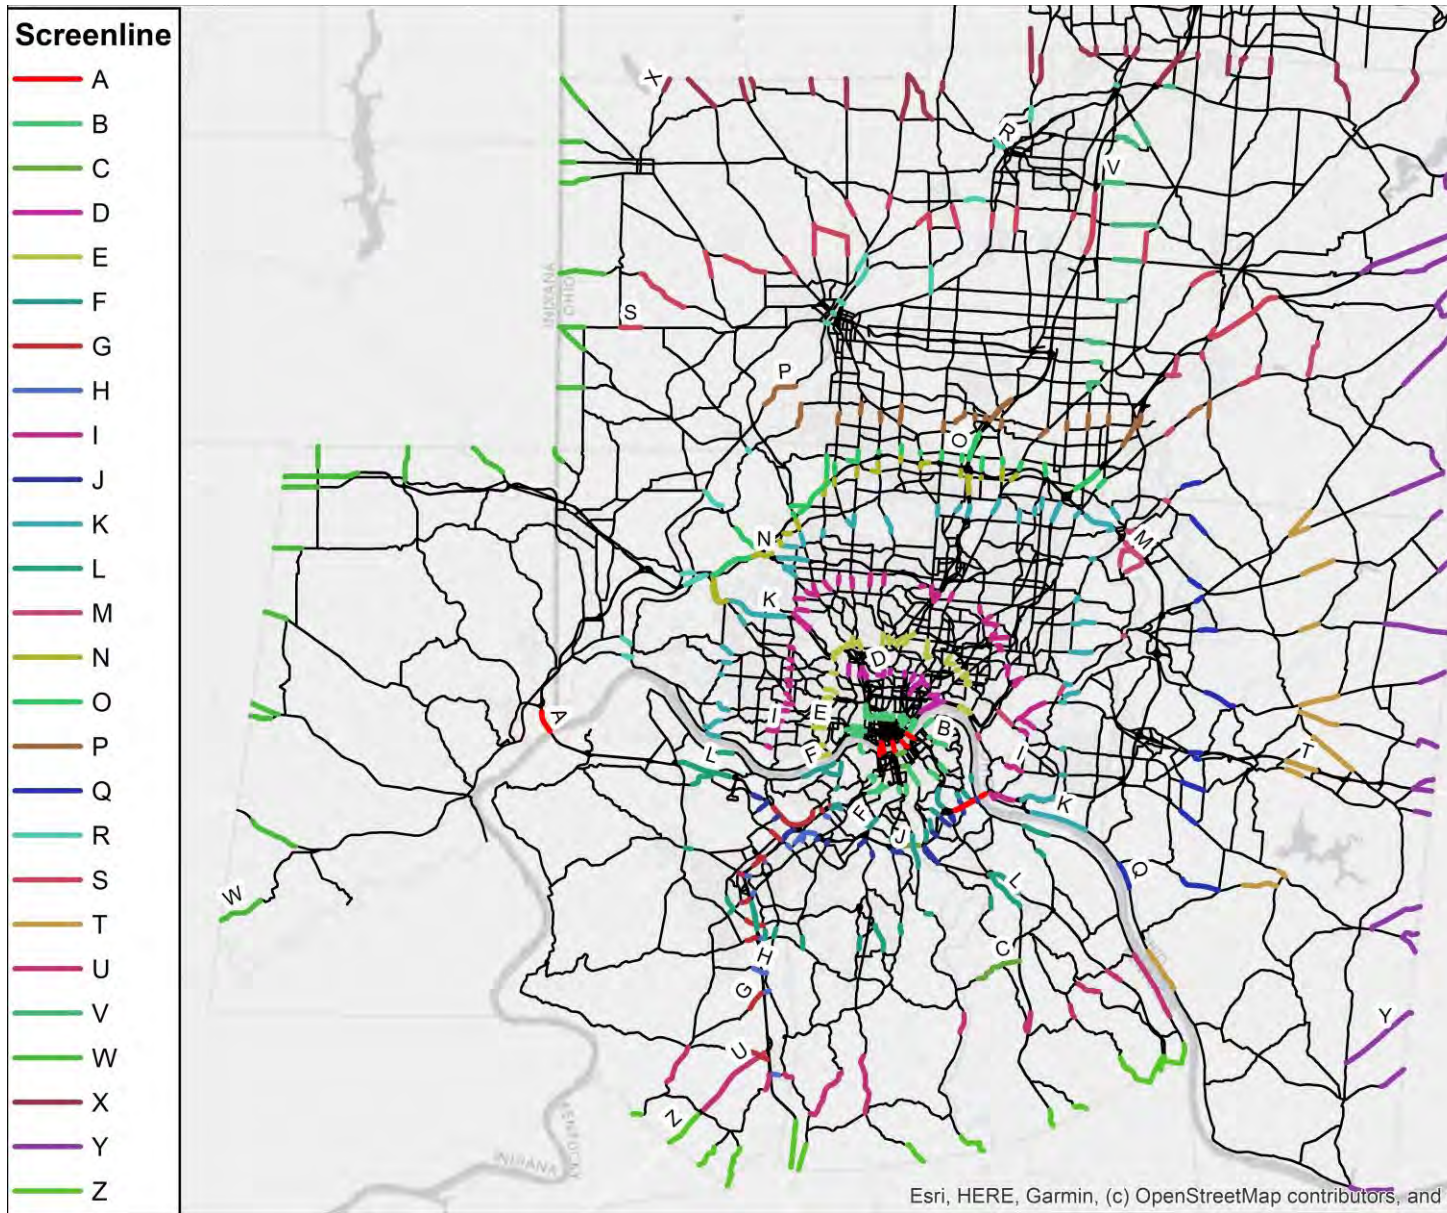 Screenline
A
B
C
D
E
F
G
H
I
J
K
L
M
N
O
P
Q
R
S
T
U
V
W
X
Y
Z
X
R
V
INDIANA
OHIO
S
P
O
N
M
K
D
I
E
B
A
L
F
I
T
K
F
J
Q
L
W
C
H
G
Y
U
Z
KENTUCKY
INDIANA
Esri, HERE, Garmin, (c) OpenStreetMap contributors, and